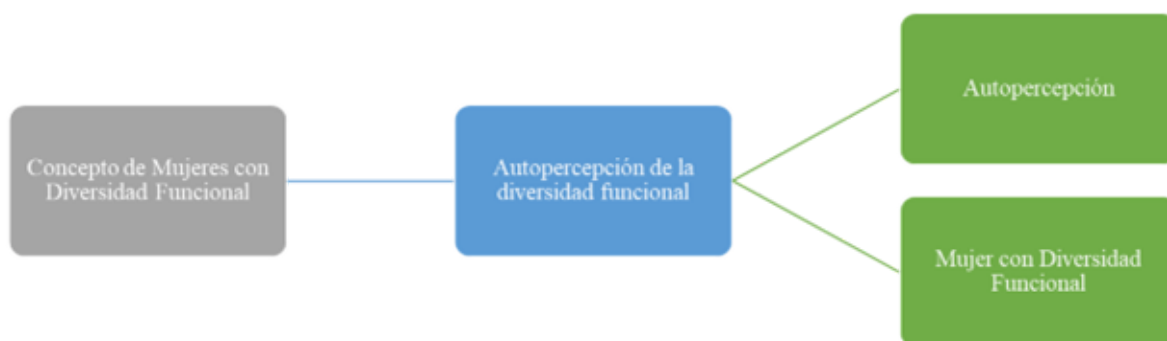 Concepto de Mujeres con
Diversidad Funcional
Autopercepción de la
diversidad funcional
Autopercepción
Mujer con Diversidad
Funcional